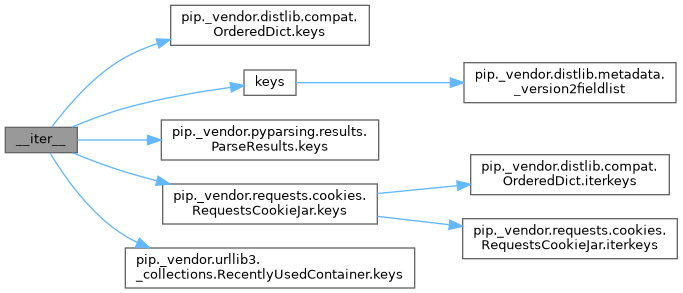 pip._vendor.distlib.compat.
OrderedDict.keys
keys
pip._vendor.distlib.metadata.
_version2fieldlist
__iter__
pip._vendor.pyparsing.results.
ParseResults.keys
pip._vendor.requests.cookies.
RequestsCookieJar.keys
pip._vendor.distlib.compat.
OrderedDict.iterkeys
pip._vendor.requests.cookies.
RequestsCookieJar.iterkeys
pip._vendor.urllib3.
_collections.RecentlyUsedContainer.keys